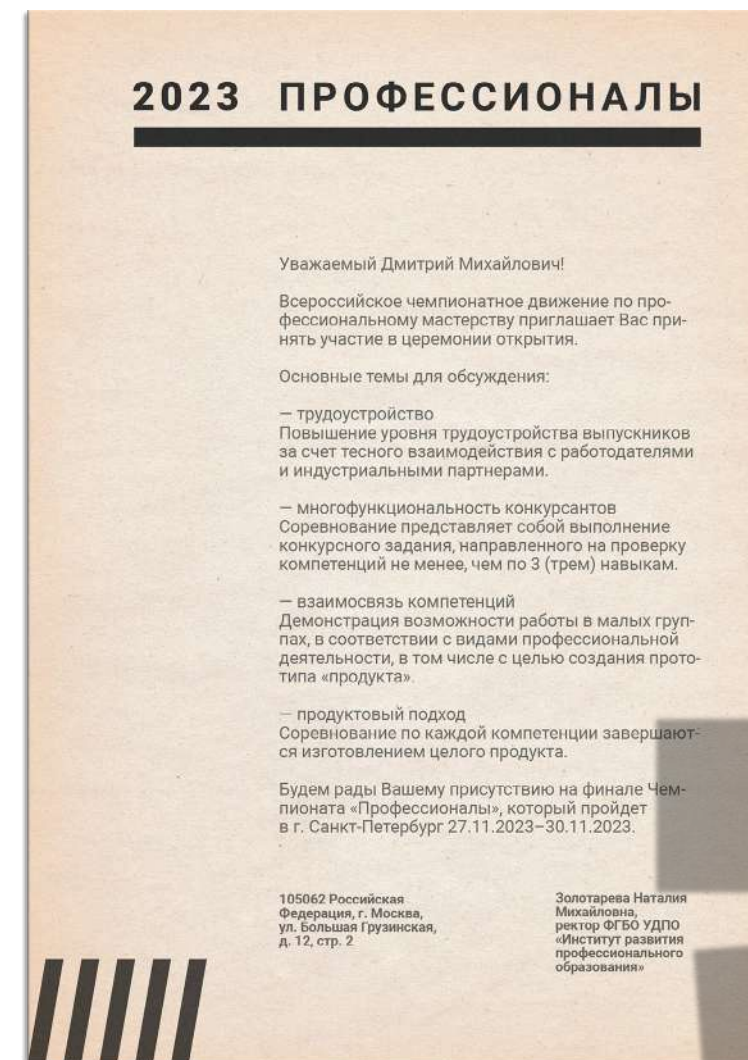 2023 ПРОФЕССИОНАЛЫ
Уважаемый Дмитрий Михайлович!
Всероссийское чемпионатное движение по про-
фессиональному мастерству приглашает Вас при-
нять участие в церемонии открытия.
Основные темы для обсуждения:
— трудоустройство
Повышение уровня трудоустройства выпускников
за счет тесного взаимодействия с работодателями
и индустриальными партнерами.
— многофункциональность конкурсантов
Соревнование представляет собой выполнение
конкурсного задания, направленного на проверку
компетенций не менее, чем по 3 (трем) навыкам.
— взаимосвязь компетенций
Демонстрация возможности работы в малых груп-
пах, в соответствии с видами профессиональной
деятельности, в том числе с целью создания прото-
типа «продукта».
— продуктовый подход
Соревнование по каждой компетенции завершают-
ся изготовлением целого продукта.
Будем рады Вашему присутствию на финале Чем-
пионата «Профессионалы», который пройдет
в г. Санкт-Петербург 27.11.2023–30.11.2023.
105062 Российская
Федерация, г. Москва,
ул. Большая Грузинская,
д. 12, стр. 2
Золотарева Наталия
Михайловна,
ректор ФГБО УДПО
«Институт развития
профессионального
образования»